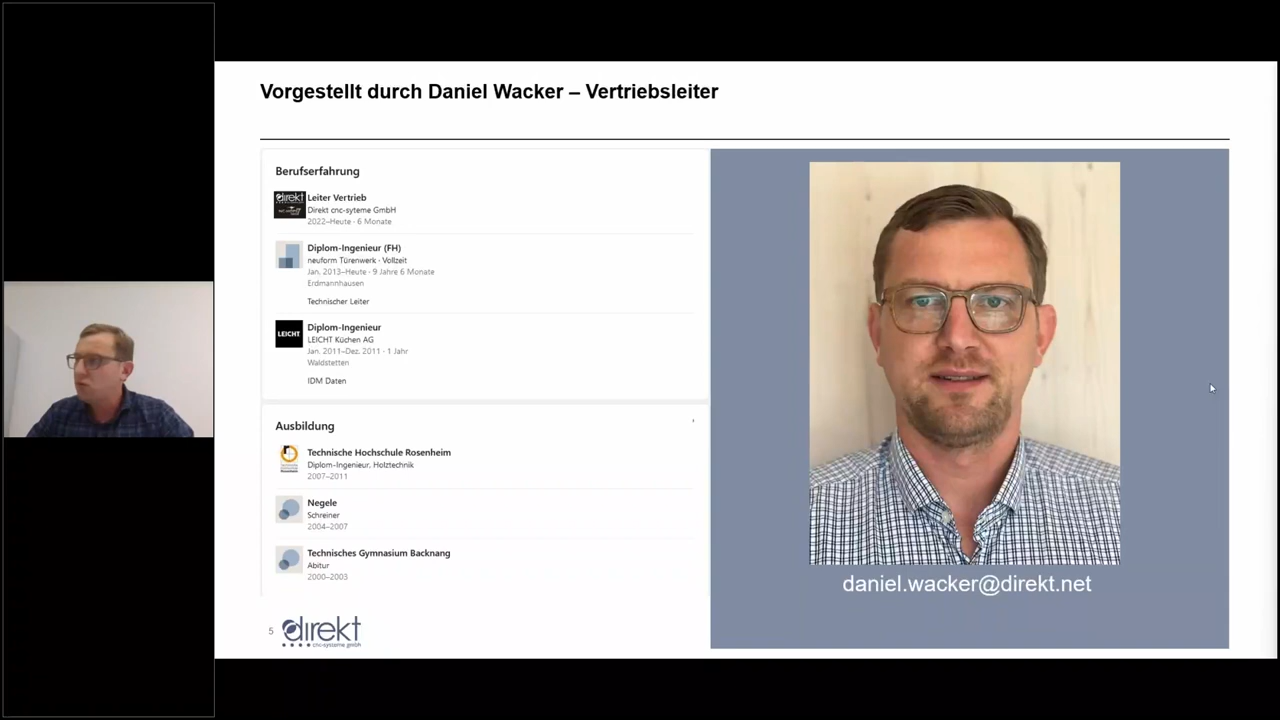 Vorgestellt durch Daniel Wacker – Vertriebsleiter
Berufserfahrung
direkt
Leiter Vertrieb
Direkt cnc-syteme GmbH
2022–Heute · 6 Monate
Diplom-Ingenieur (FH)
neuform Türenwerk · Vollzeit
Jan. 2013–Heute · 9 Jahre 6 Monate
Erdmannhausen
Technischer Leiter
LEICHT
Diplom-Ingenieur
LEICHT Küchen AG
Jan. 2011–Dez. 2011 · 1 Jahr
Waldstetten
IDM Daten
Ausbildung
Technische Hochschule Rosenheim
Diplom-Ingenieur, Holztechnik
2007–2011
Negele
Schreiner
2004–2007
Technisches Gymnasium Backnang
Abitur
2000–2003
daniel.wacker@direkt.net
5
direkt
cnc-systeme gmbh